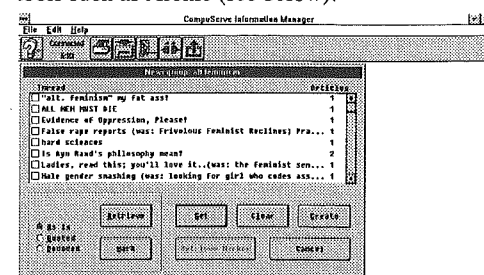 CompuServe Information Manager
File Edit Help
Connected
Newsgroup: alt.feminism
Thread Articles
"alt. Feminism" my fat ass! 1
ALL MEN MUST DIE 1
Evidence of Oppression, Please! 1
False rape reports (was: Frivolous Feminist Reclines) Pra... 1
hard sciences 1
Is Ayn Rand's philosophy mean? 2
Ladies, read this; you'll love it..(was: the Feminist sen... 1
Male gender smashing (was: looking for girl who codes ass... 1
Retrieve Get Clear Create
As Is
Quoted
Mark Retrieve Marked Cancel